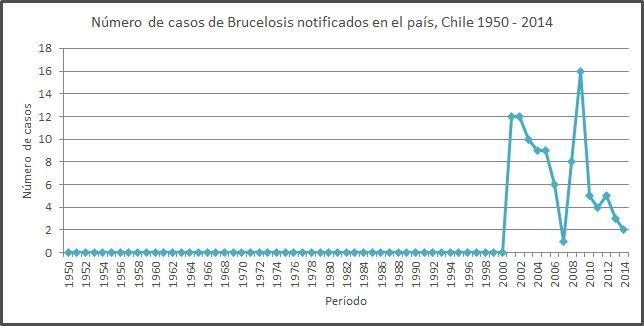 Número de casos de Brucelosis notificados en el país, Chile 1950 - 2014
18
16
14
12
10
8
6
4
2
0
Número de casos
1950 1952 1954 1956 1958 1960 1962 1964 1966 1968 1970 1972 1974 1976 1978 1980 1982 1984 1986 1988 1990 1992 1994 1996 1998 2000 2002 2004 2006 2008 2010 2012 2014
Período